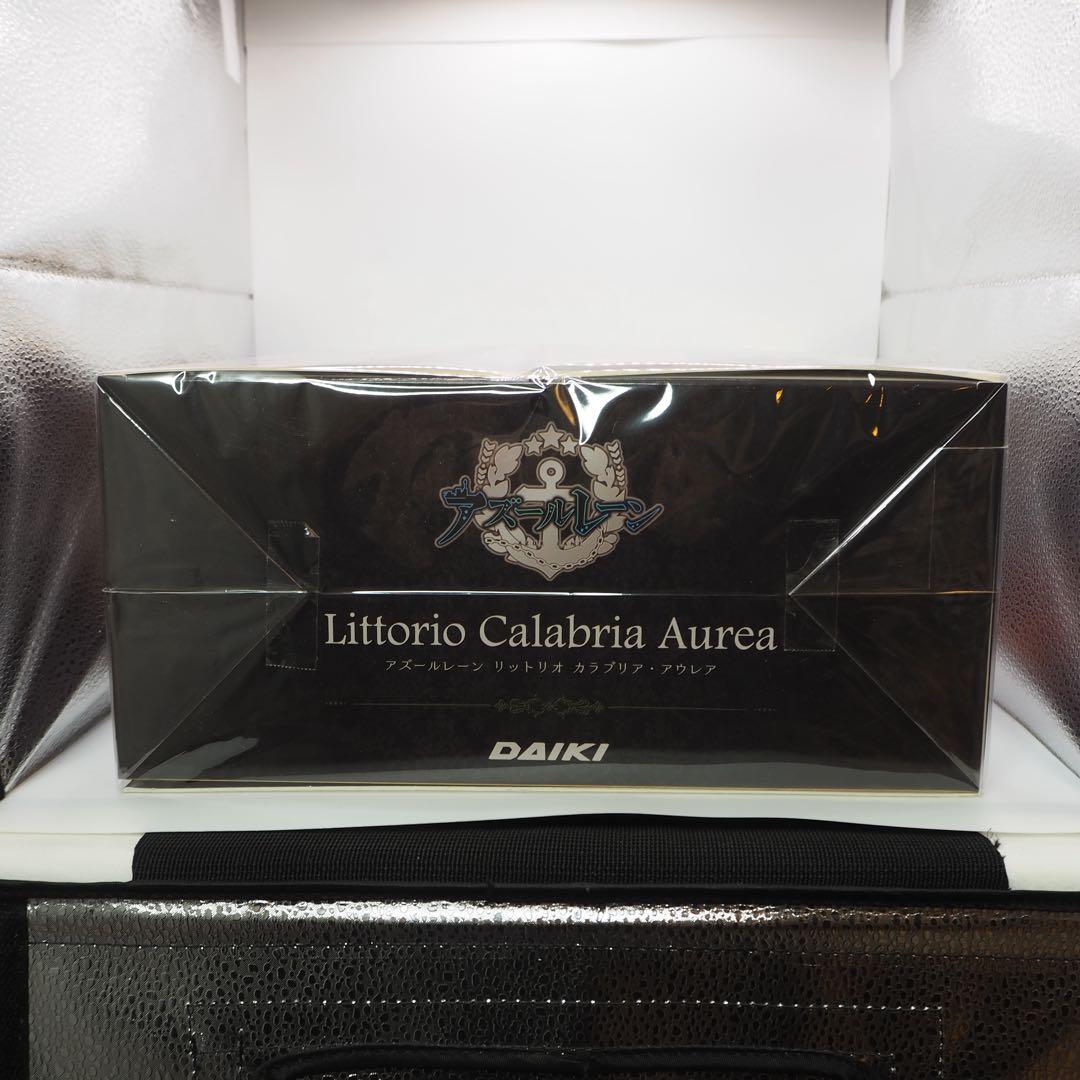 アズールレーン
Littorio Calabria Aurea
アズールレーン リットリオ カラブリア・アウレア
DAIKI